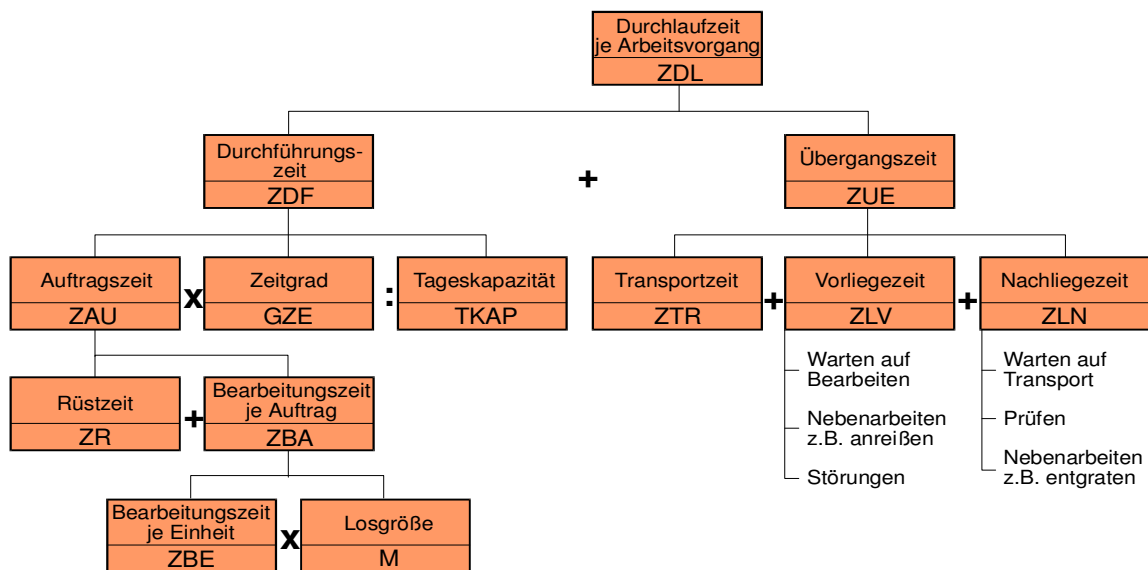 Durchlaufzeit
je Arbeitsvorgang
ZDL
Durchführungs-
zeit
ZDF
+
Übergangszeit
ZUE
Auftragszeit
ZAU
x
Zeitgrad
GZE
:
Tageskapazität
TKAP
Transportzeit
ZTR
+
Vorliegezeit
ZLV
+
Nachliegezeit
ZLN
Rüstzeit
ZR
+
Bearbeitungszeit
je Auftrag
ZBA
Warten auf
Bearbeiten
Nebenarbeiten
z.B. anreißen
Störungen
Warten auf
Transport
Prüfen
Nebenarbeiten
z.B. entgraten
Bearbeitungszeit
je Einheit
ZBE
x
Losgröße
M